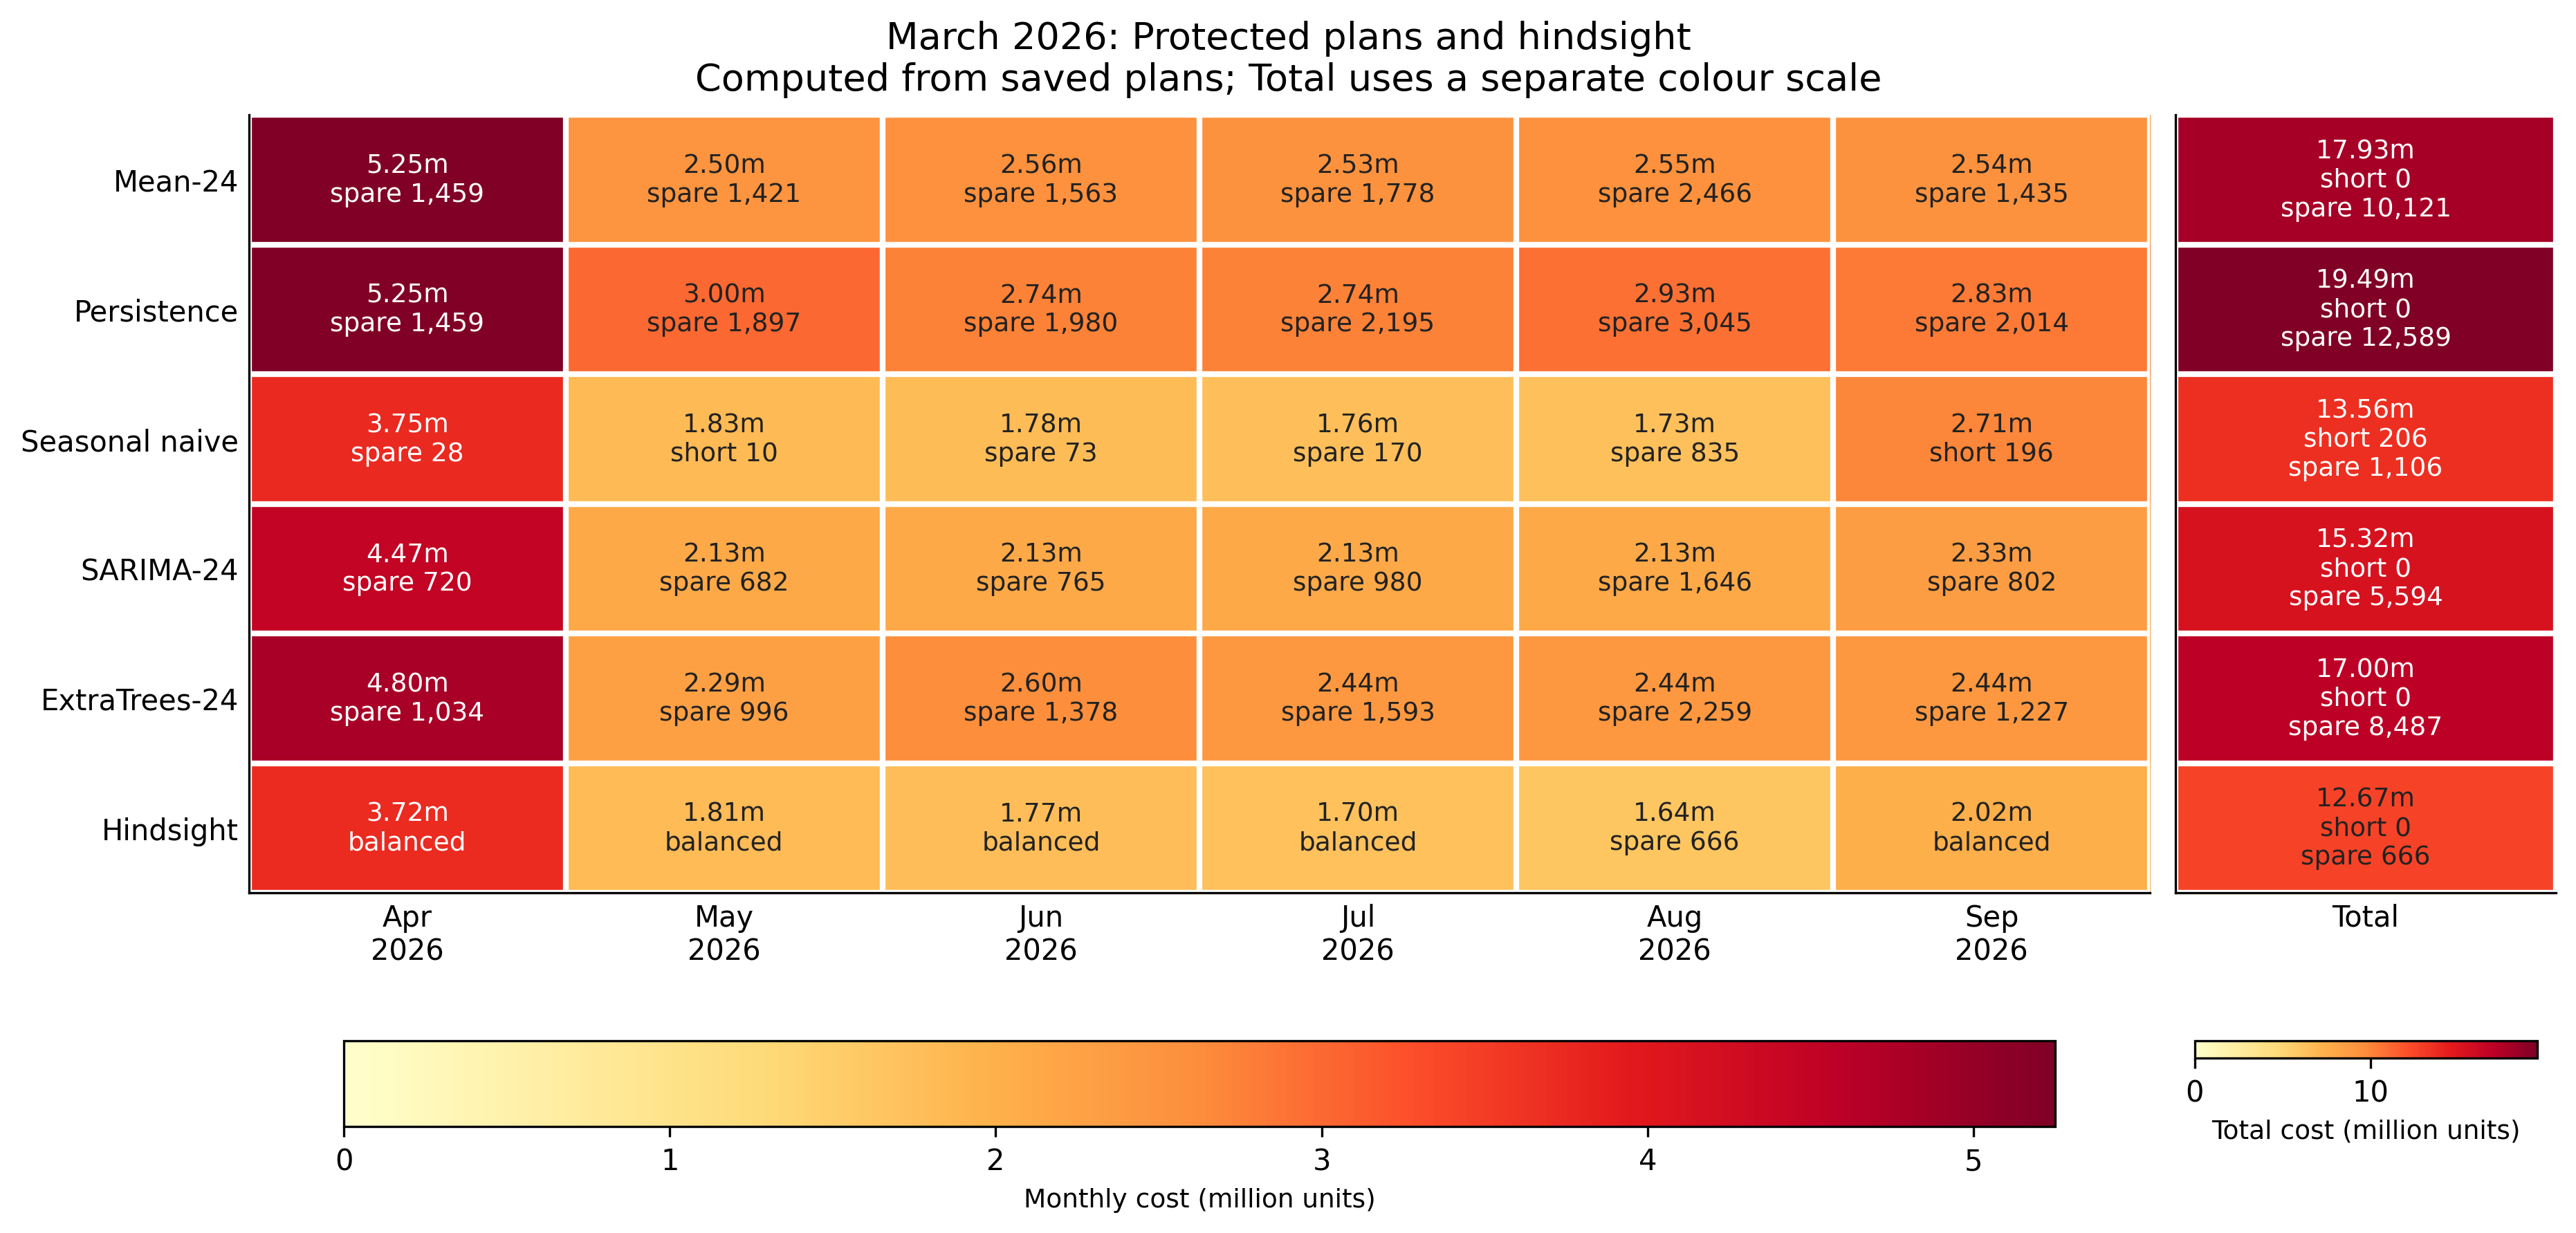 March 2026: Protected plans and hindsight
Computed from saved plans; Total uses a separate colour scale
Mean-24
5.25m
spare 1,459
2.50m
spare 1,421
2.56m
spare 1,563
2.53m
spare 1,778
2.55m
spare 2,466
2.54m
spare 1,435
17.93m
short 0
spare 10,121
Persistence
5.25m
spare 1,459
3.00m
spare 1,897
2.74m
spare 1,980
2.74m
spare 2,195
2.93m
spare 3,045
2.83m
spare 2,014
19.49m
short 0
spare 12,589
Seasonal naive
3.75m
spare 28
1.83m
short 10
1.78m
spare 73
1.76m
spare 170
1.73m
spare 835
2.71m
short 196
13.56m
short 206
spare 1,106
SARIMA-24
4.47m
spare 720
2.13m
spare 682
2.13m
spare 765
2.13m
spare 980
2.13m
spare 1,646
2.33m
spare 802
15.32m
short 0
spare 5,594
ExtraTrees-24
4.80m
spare 1,034
2.29m
spare 996
2.60m
spare 1,378
2.44m
spare 1,593
2.44m
spare 2,259
2.44m
spare 1,227
17.00m
short 0
spare 8,487
Hindsight
3.72m
balanced
1.81m
balanced
1.77m
balanced
1.70m
balanced
1.64m
spare 666
2.02m
balanced
12.67m
short 0
spare 666
Apr
2026
May
2026
Jun
2026
Jul
2026
Aug
2026
Sep
2026
Total
0 1 2 3 4 5
Monthly cost (million units)
0 10
Total cost (million units)